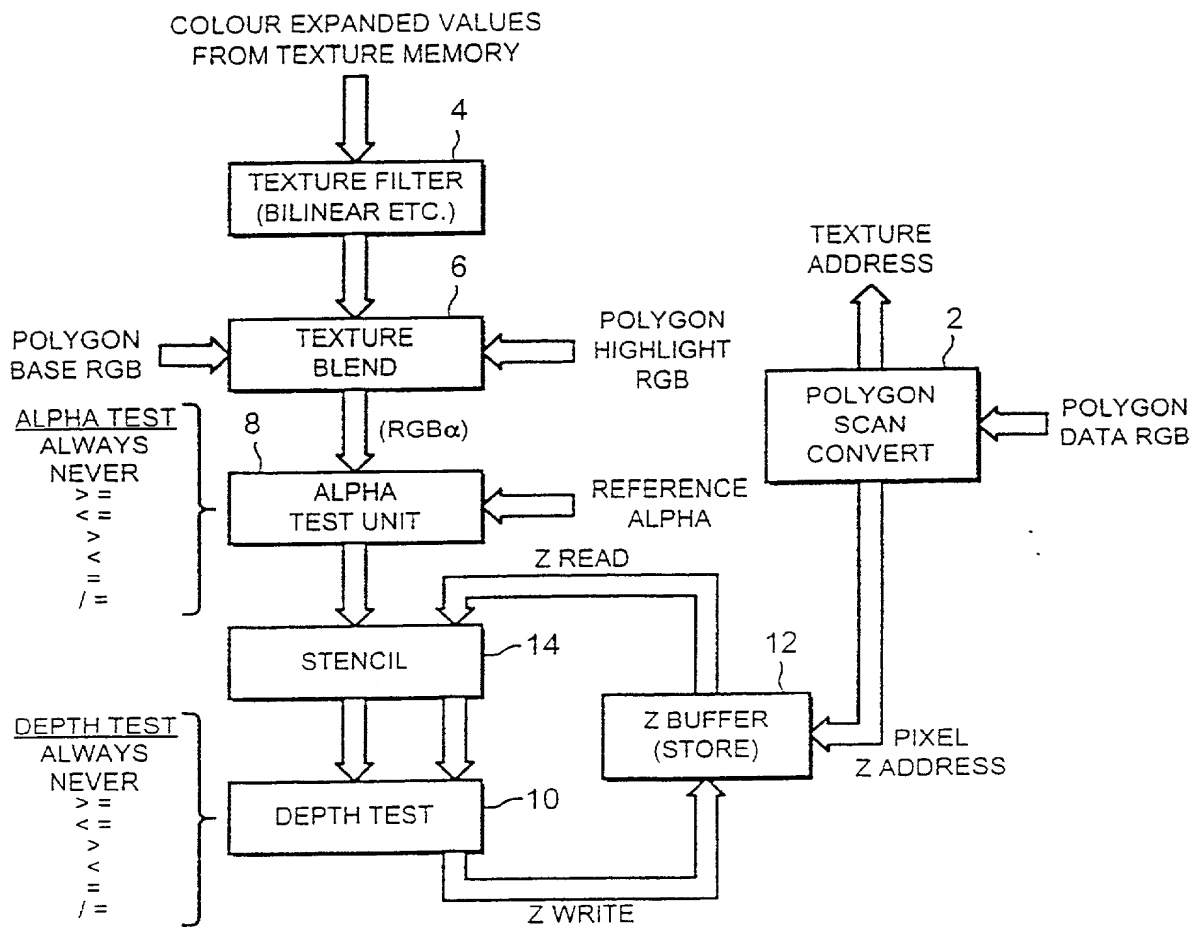 COLOUR EXPANDED VALUES
FROM TEXTURE MEMORY
4
TEXTURE FILTER
(BILINEAR ETC.)
TEXTURE
ADDRESS
6
POLYGON
BASE RGB
TEXTURE
BLEND
POLYGON
HIGHLIGHT
RGB
2
POLYGON
SCAN
CONVERT
POLYGON
DATA RGB
(RGBα)
ALPHA TEST
ALWAYS
NEVER
> =
< =
>
<
=
/ =
8
ALPHA
TEST UNIT
REFERENCE
ALPHA
Z READ
STENCIL
14
12
Z BUFFER
(STORE)
PIXEL
Z ADDRESS
DEPTH TEST
ALWAYS
NEVER
> =
< =
>
<
=
/ =
DEPTH TEST
10
Z WRITE